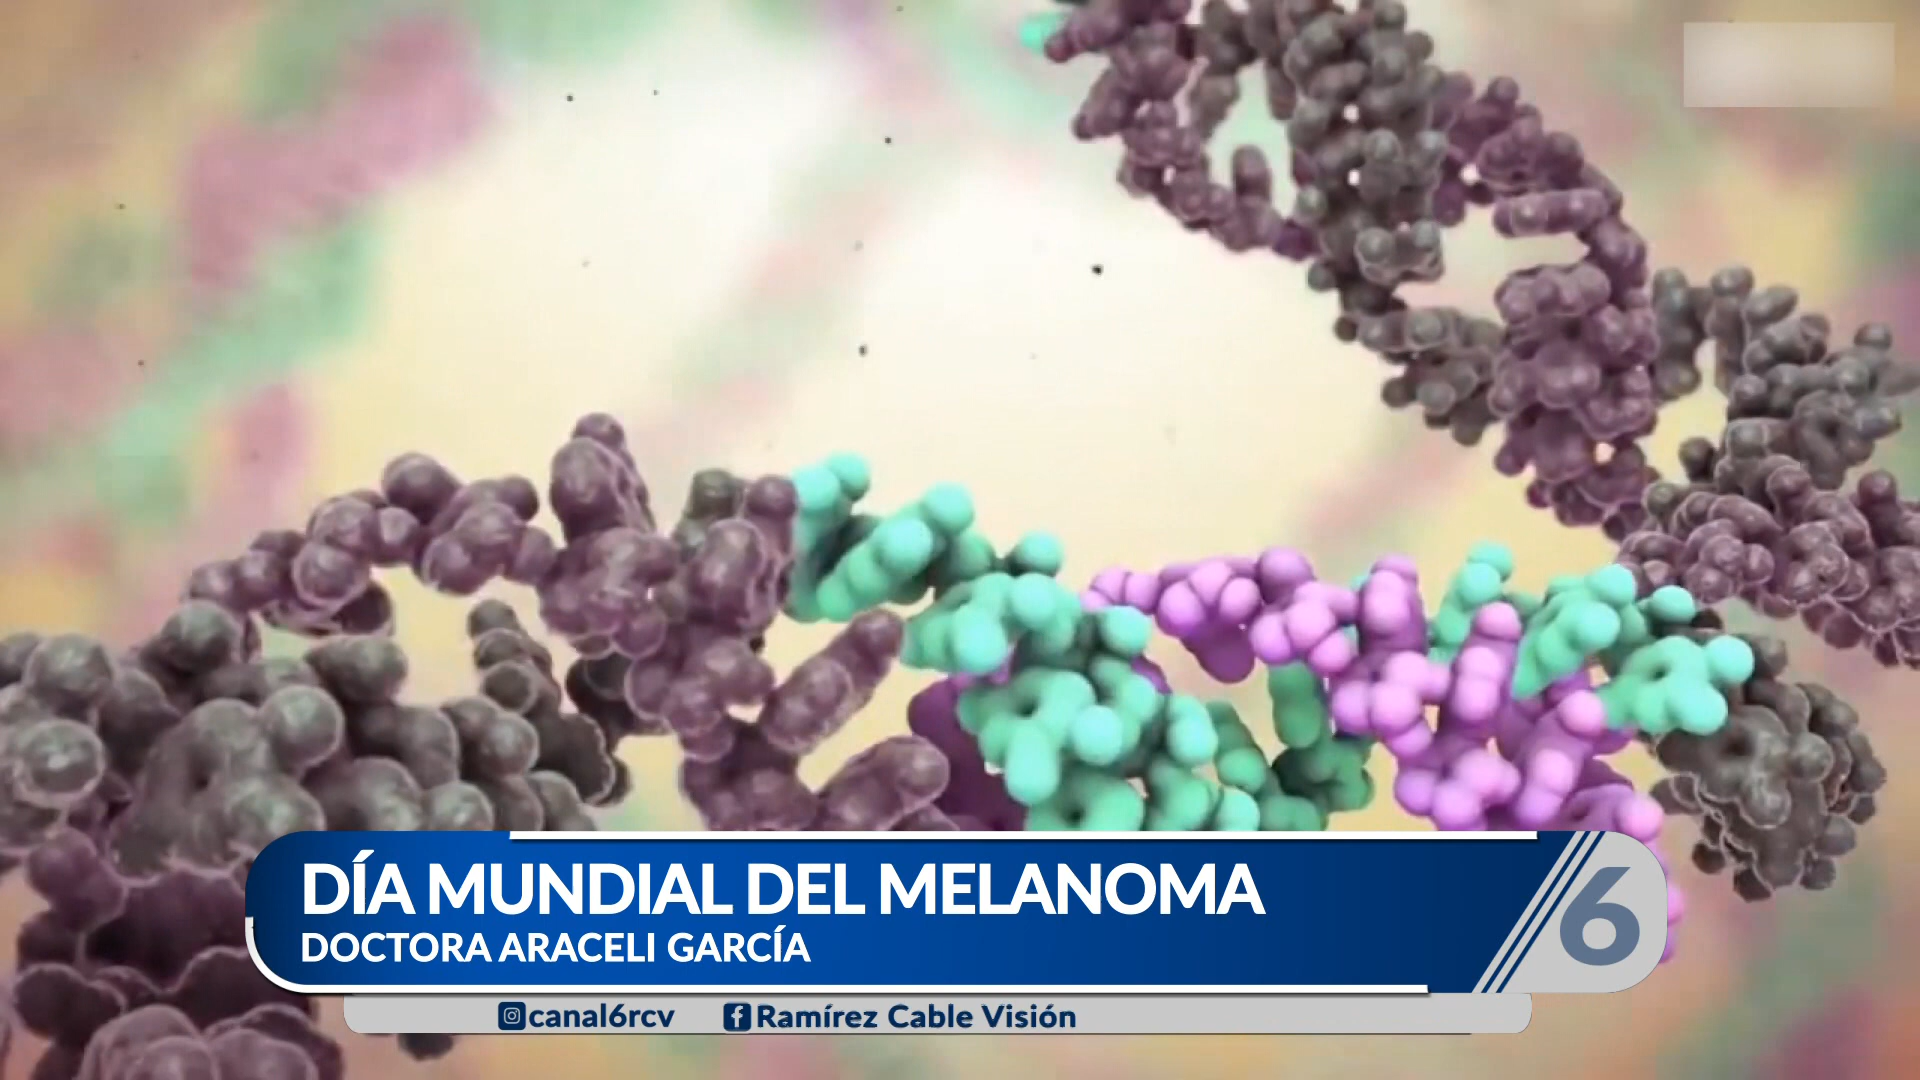 DÍA MUNDIAL DEL MELANOMA
DOCTORA ARACELI GARCÍA
6
canal6rcv
Ramírez Cable Visión